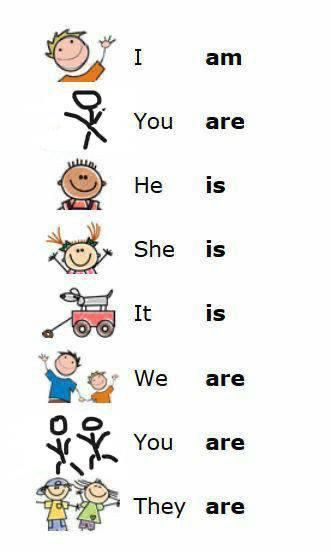 I am
You are
He is
She is
It is
We are
You are
They are